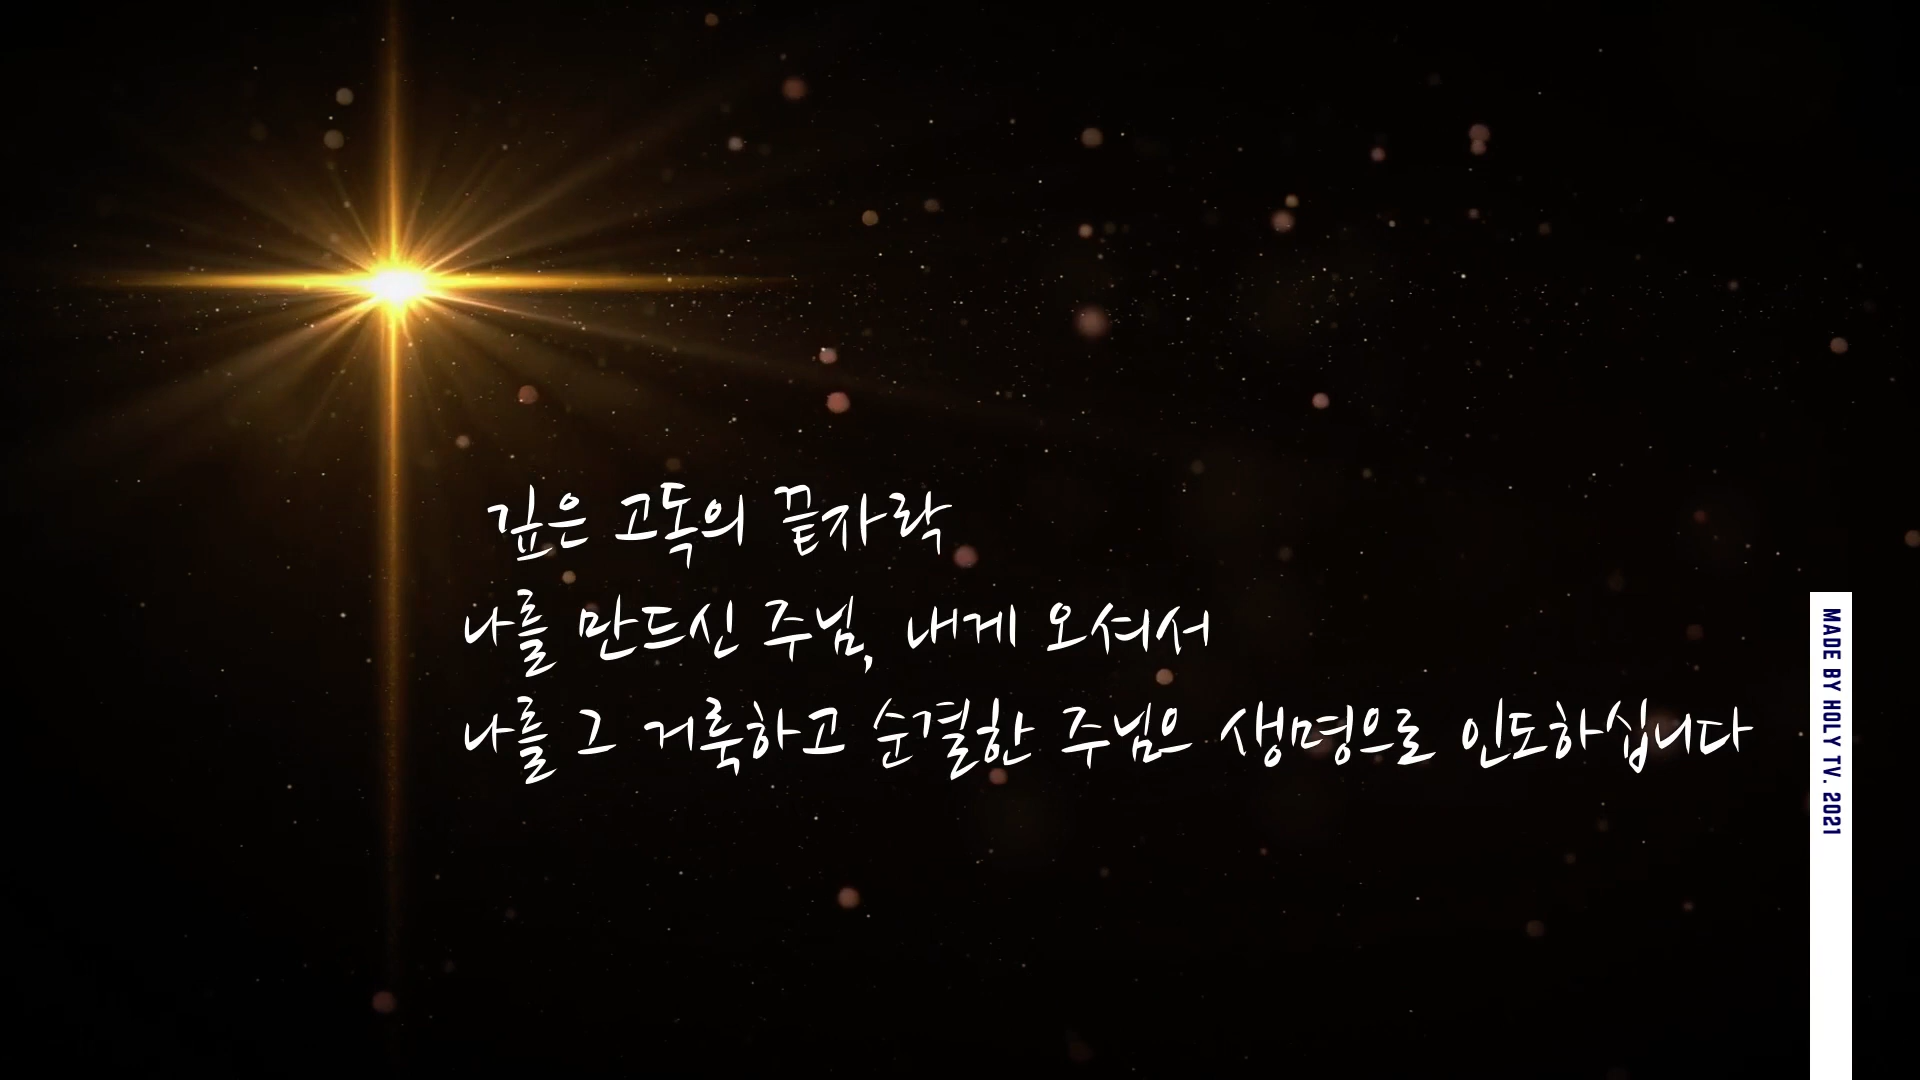 깊은 고독의 끝자락
나를 만드신 주님, 내게 오셔서
나를 그 거룩하고 순결한 주님은 생명으로 인도하십니다
MADE BY HOLY TV. 2021